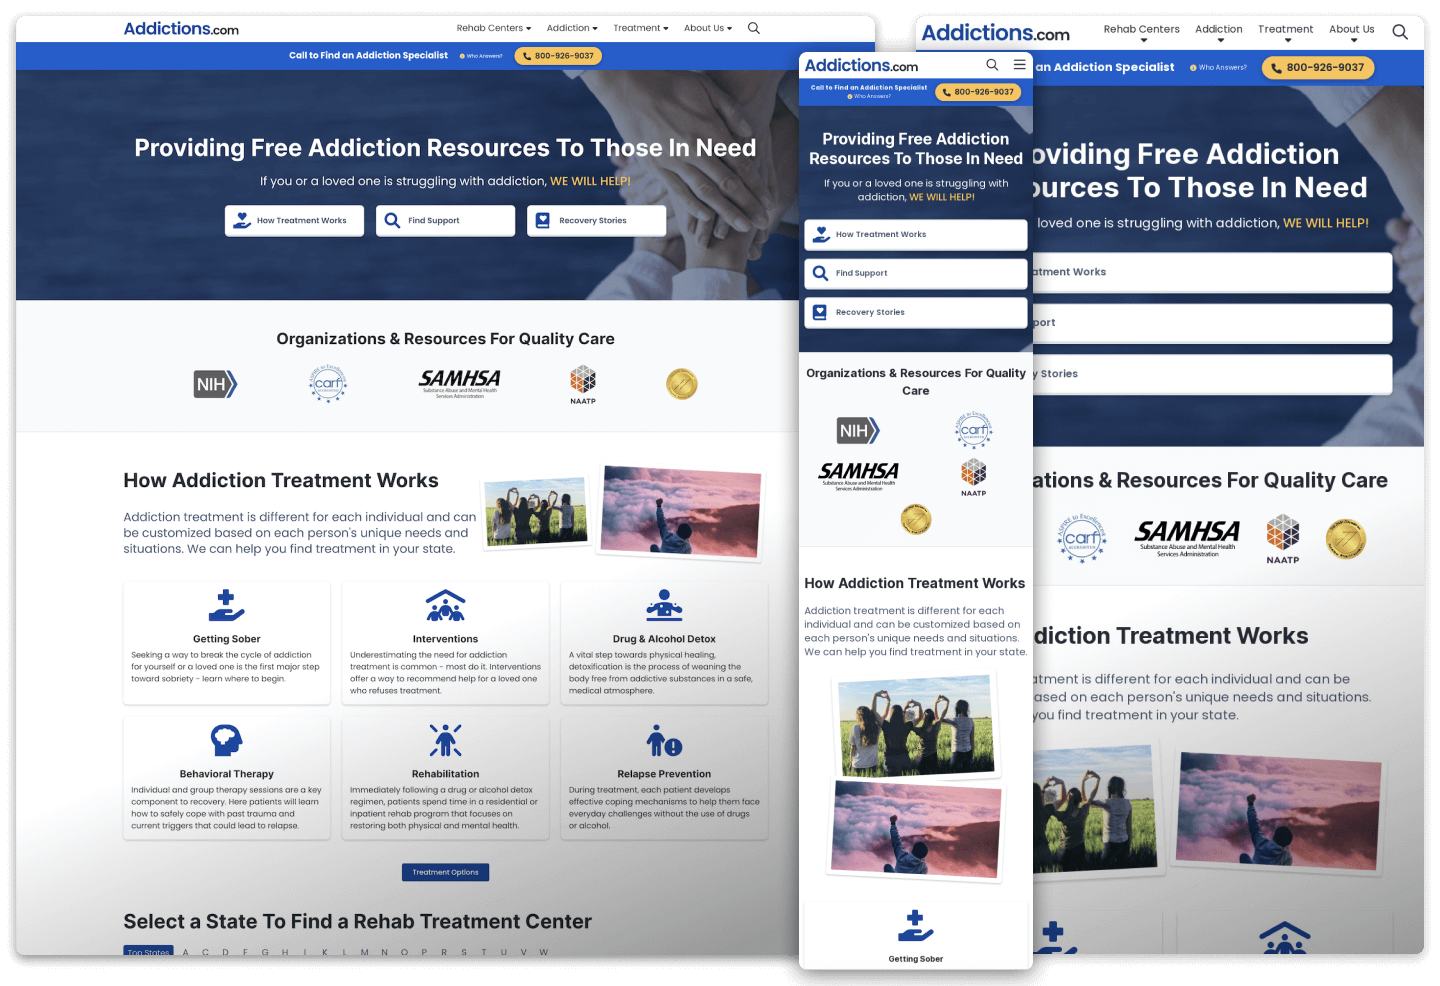 Addictions.com
Rehab Centers
Addiction
Treatment
About Us
Call to Find an Addiction Specialist
Who Answers?
800-926-9037
Providing Free Addiction Resources To Those In Need
If you or a loved one is struggling with addiction, WE WILL HELP!
How Treatment Works
Find Support
Recovery Stories
Organizations & Resources For Quality Care
NIH
ASPIRE to Excellence
carf
ACCREDITED
SAMHSA
Substance Abuse and Mental Health
Services Administration
NAATP
How Addiction Treatment Works
Addiction treatment is different for each individual and can
be customized based on each person's unique needs and
situations. We can help you find treatment in your state.
Getting Sober
Seeking a way to break the cycle of addiction
for yourself or a loved one is the first major step
toward sobriety - learn where to begin.
Interventions
Underestimating the need for addiction
treatment is common - most do it. Interventions
offer a way to recommend help for a loved one
who refuses treatment.
Drug & Alcohol Detox
A vital step towards physical healing,
detoxification is the process of weaning the
body free from addictive substances in a safe,
medical atmosphere.
Behavioral Therapy
Individual and group therapy sessions are a key
component to recovery. Here patients will learn
how to safely cope with past trauma and
current triggers that could lead to relapse.
Rehabilitation
Immediately following a drug or alcohol detox
regimen, patients spend time in a residential or
inpatient rehab program that focuses on
restoring both physical and mental health.
Relapse Prevention
During treatment, each patient develops
effective coping mechanisms to help them face
everyday challenges without the use of drugs
or alcohol.
Treatment Options
Select a State To Find a Rehab Treatment Center
Top States A C D F G H I K L M N O P R S T U V W
Addictions.com
Call to Find an Addiction Specialist
Who Answers?
800-926-9037
Providing Free Addiction
Resources To Those In Need
If you or a loved one is struggling with
addiction, WE WILL HELP!
How Treatment Works
Find Support
Recovery Stories
Organizations & Resources For Quality
Care
NIH
ASPIRE to Excellence
carf
ACCREDITED
SAMHSA
Substance Abuse and Mental Health
Services Administration
NAATP
How Addiction Treatment Works
Addiction treatment is different for each
individual and can be customized based on
each person's unique needs and situations.
We can help you find treatment in your state.
Getting Sober
Addictions.com
Rehab Centers
Addiction
Treatment
About Us
an Addiction Specialist
Who Answers?
800-926-9037
oviding Free Addiction
ources To Those In Need
loved one is struggling with addiction, WE WILL HELP!
atment Works
port
y Stories
ations & Resources For Quality Care
ASPIRE to Excellence
carf
ACCREDITED
SAMHSA
Substance Abuse and Mental Health
Services Administration
NAATP
diction Treatment Works
atment is different for each individual and can be
ased on each person's unique needs and situations.
you find treatment in your state.